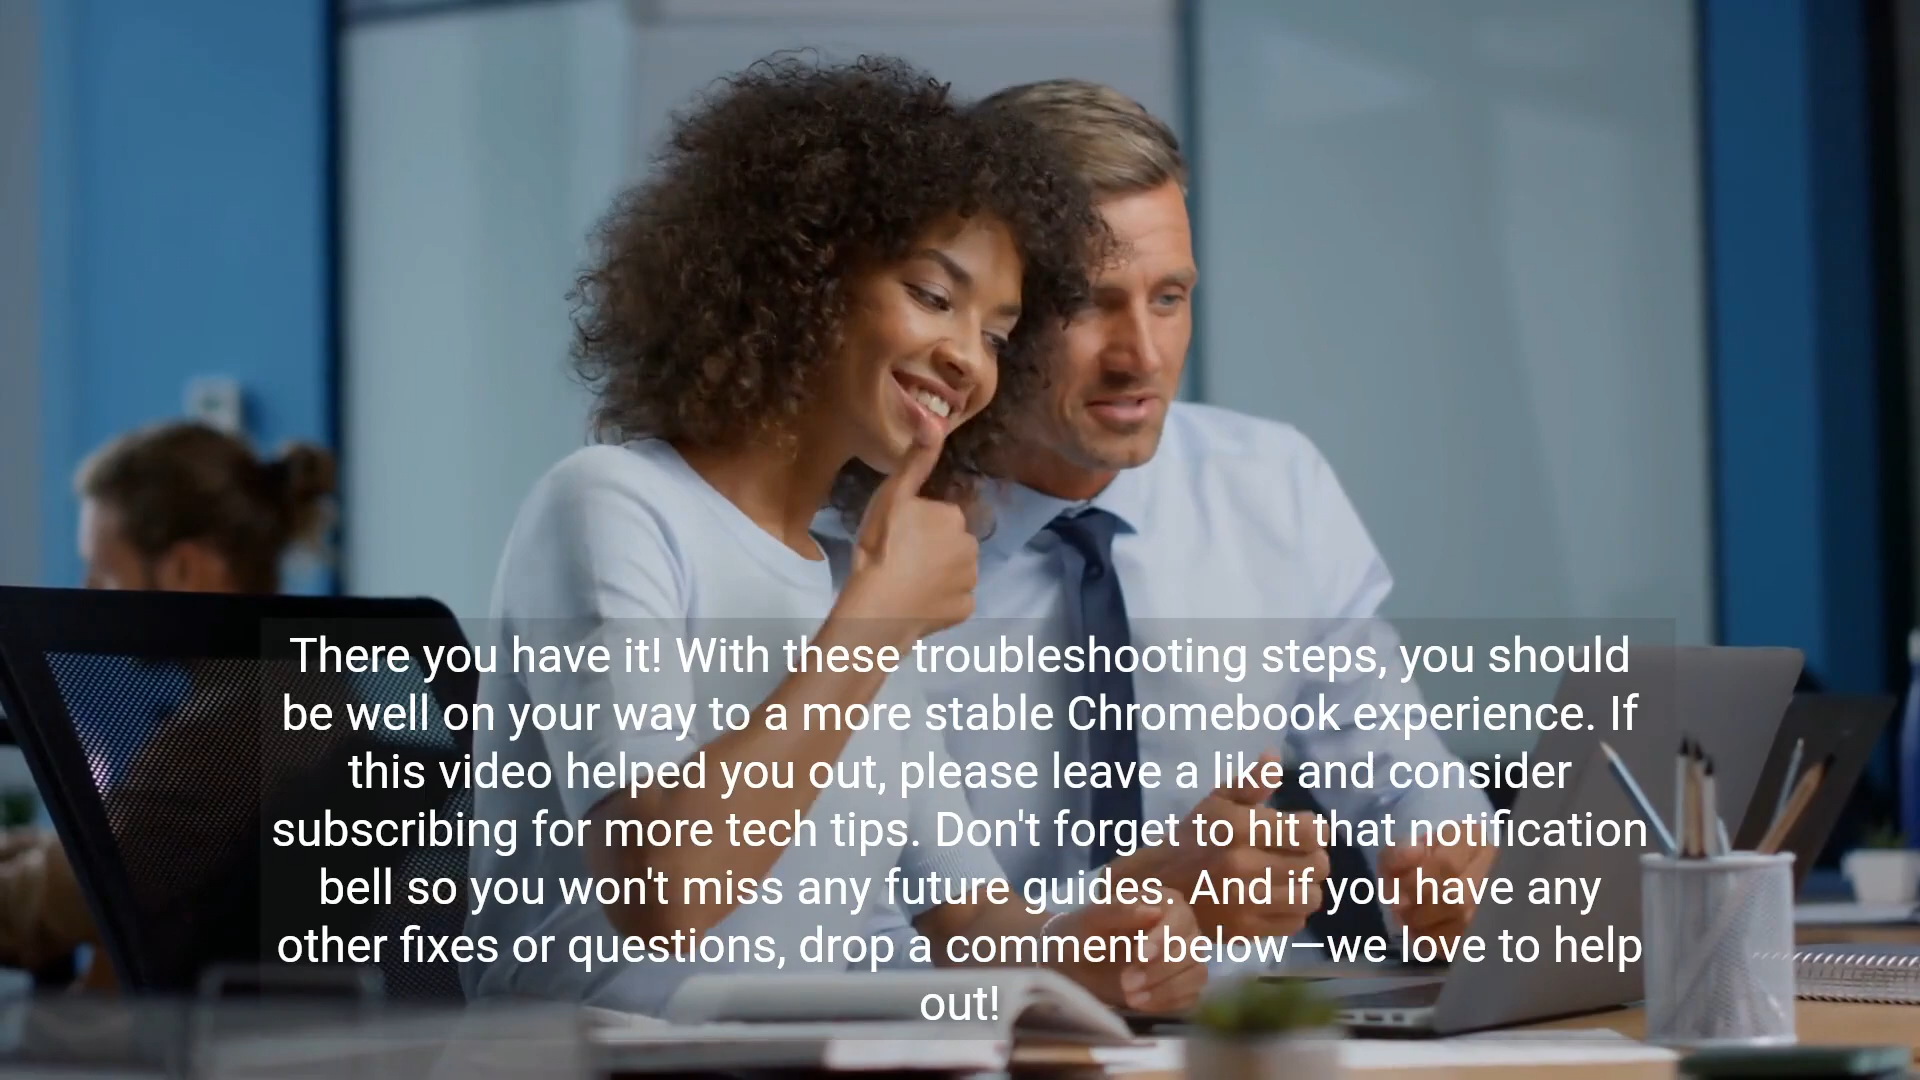 There you have it! With these troubleshooting steps, you should
be well on your way to a more stable Chromebook experience. If
this video helped you out, please leave a like and consider
subscribing for more tech tips. Don't forget to hit that notification
bell so you won't miss any future guides. And if you have any
other fixes or questions, drop a comment below—we love to help
out!